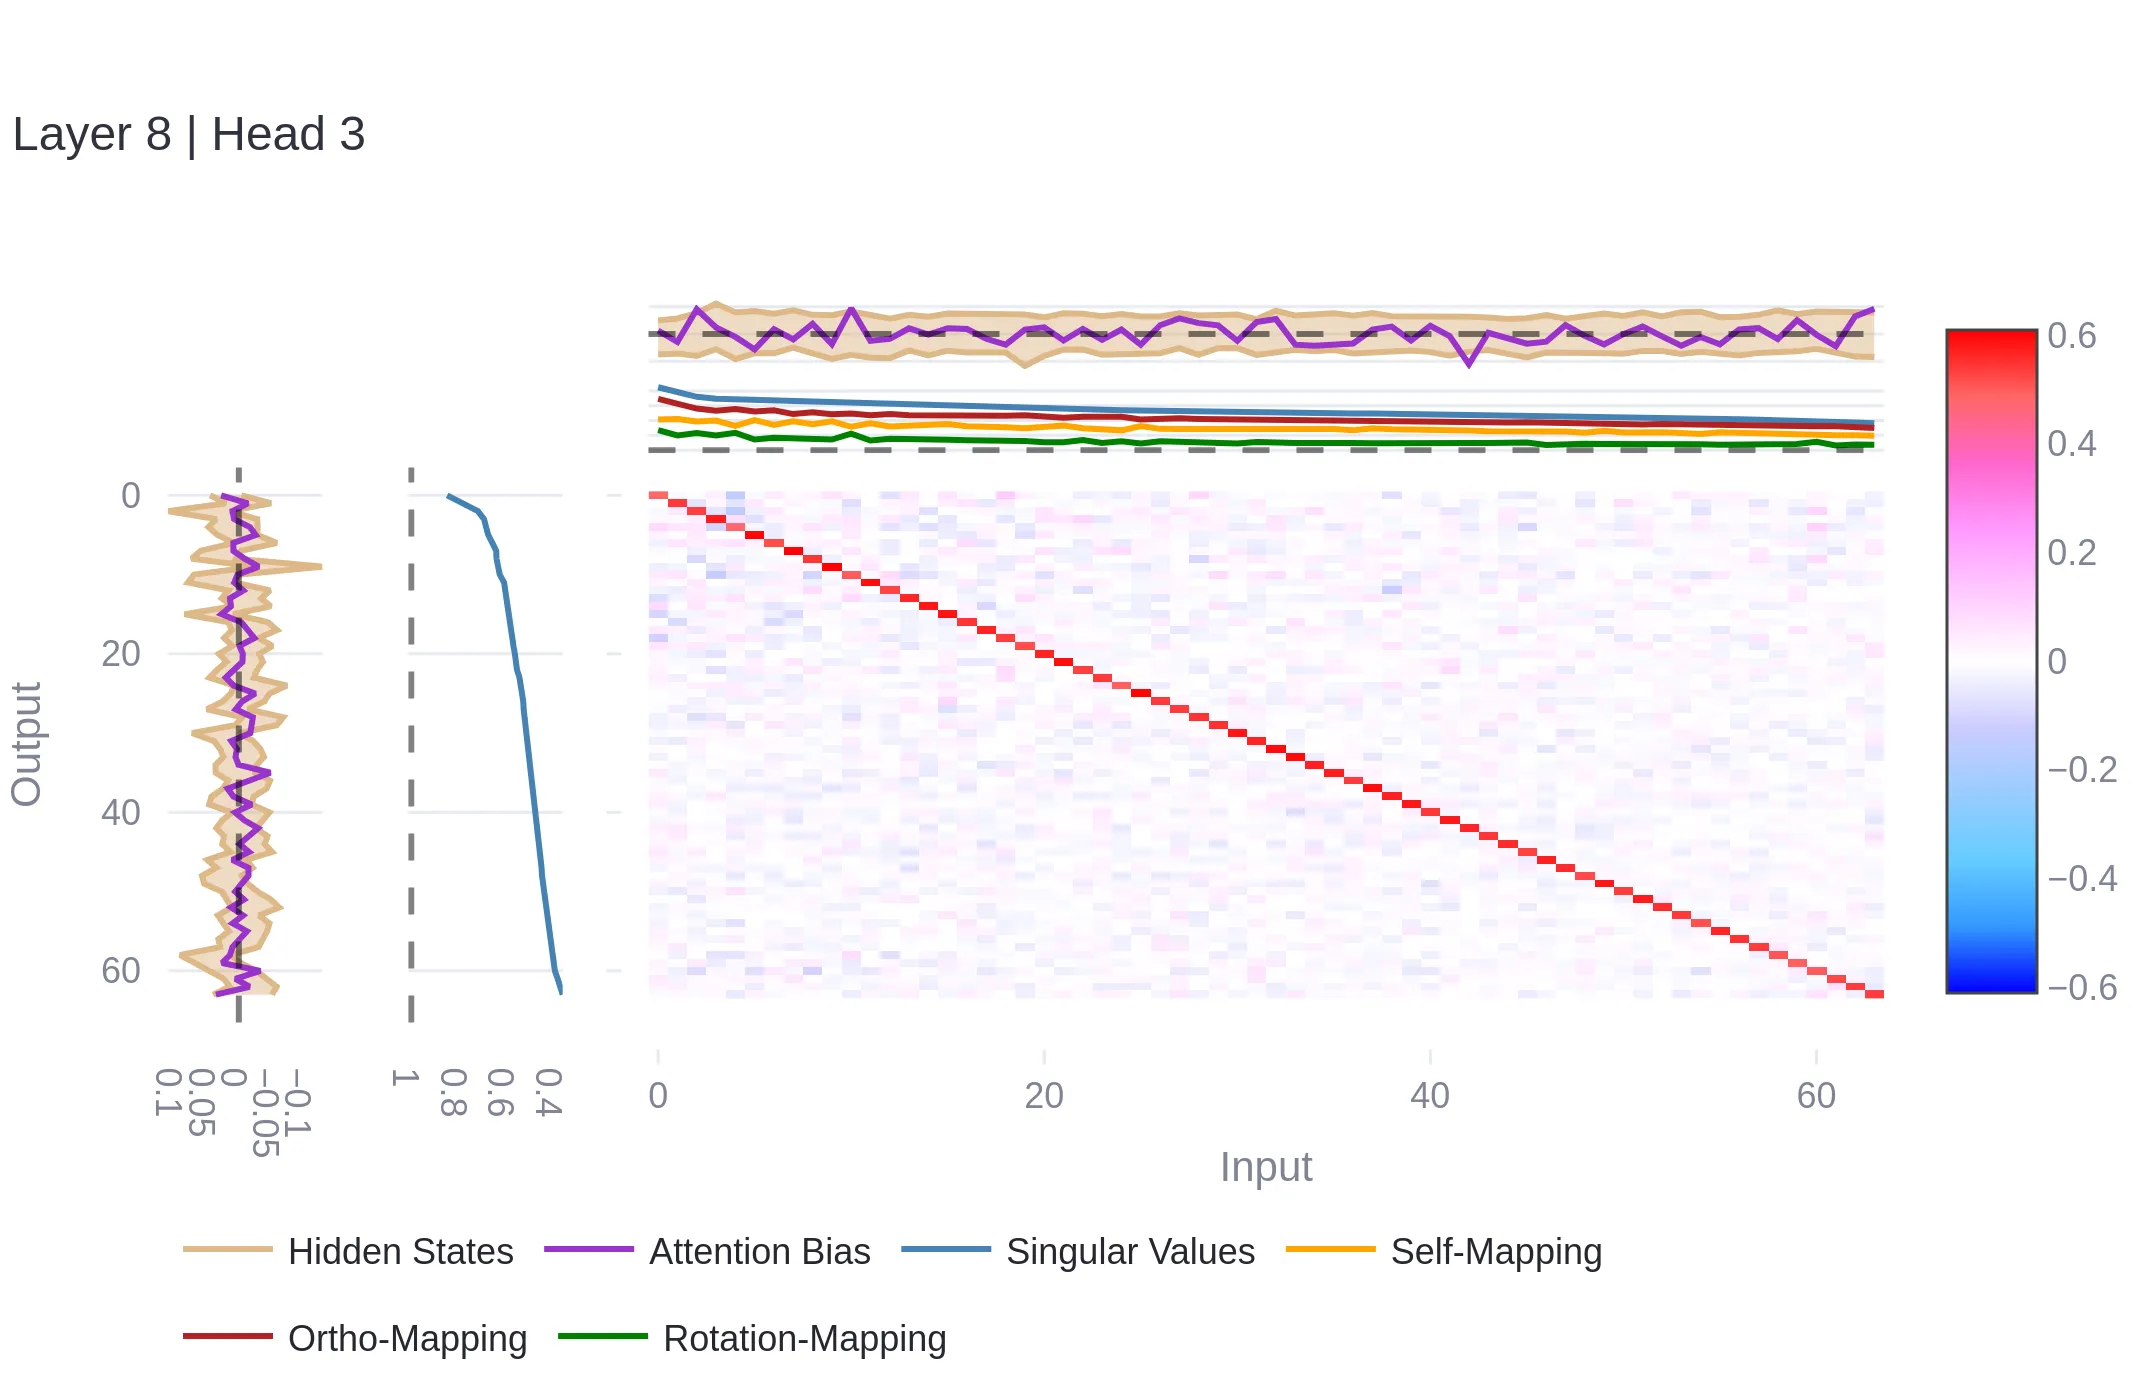 Layer 8 | Head 3
0.6
0.4
0.2
0
−0.2
−0.4
−0.6
0
20
40
60
Output
0.1
0.05
0
−0.05
−0.1
1
0.8
0.6
0.4
0
20
40
60
Input
Hidden States
Attention Bias
Singular Values
Self-Mapping
Ortho-Mapping
Rotation-Mapping